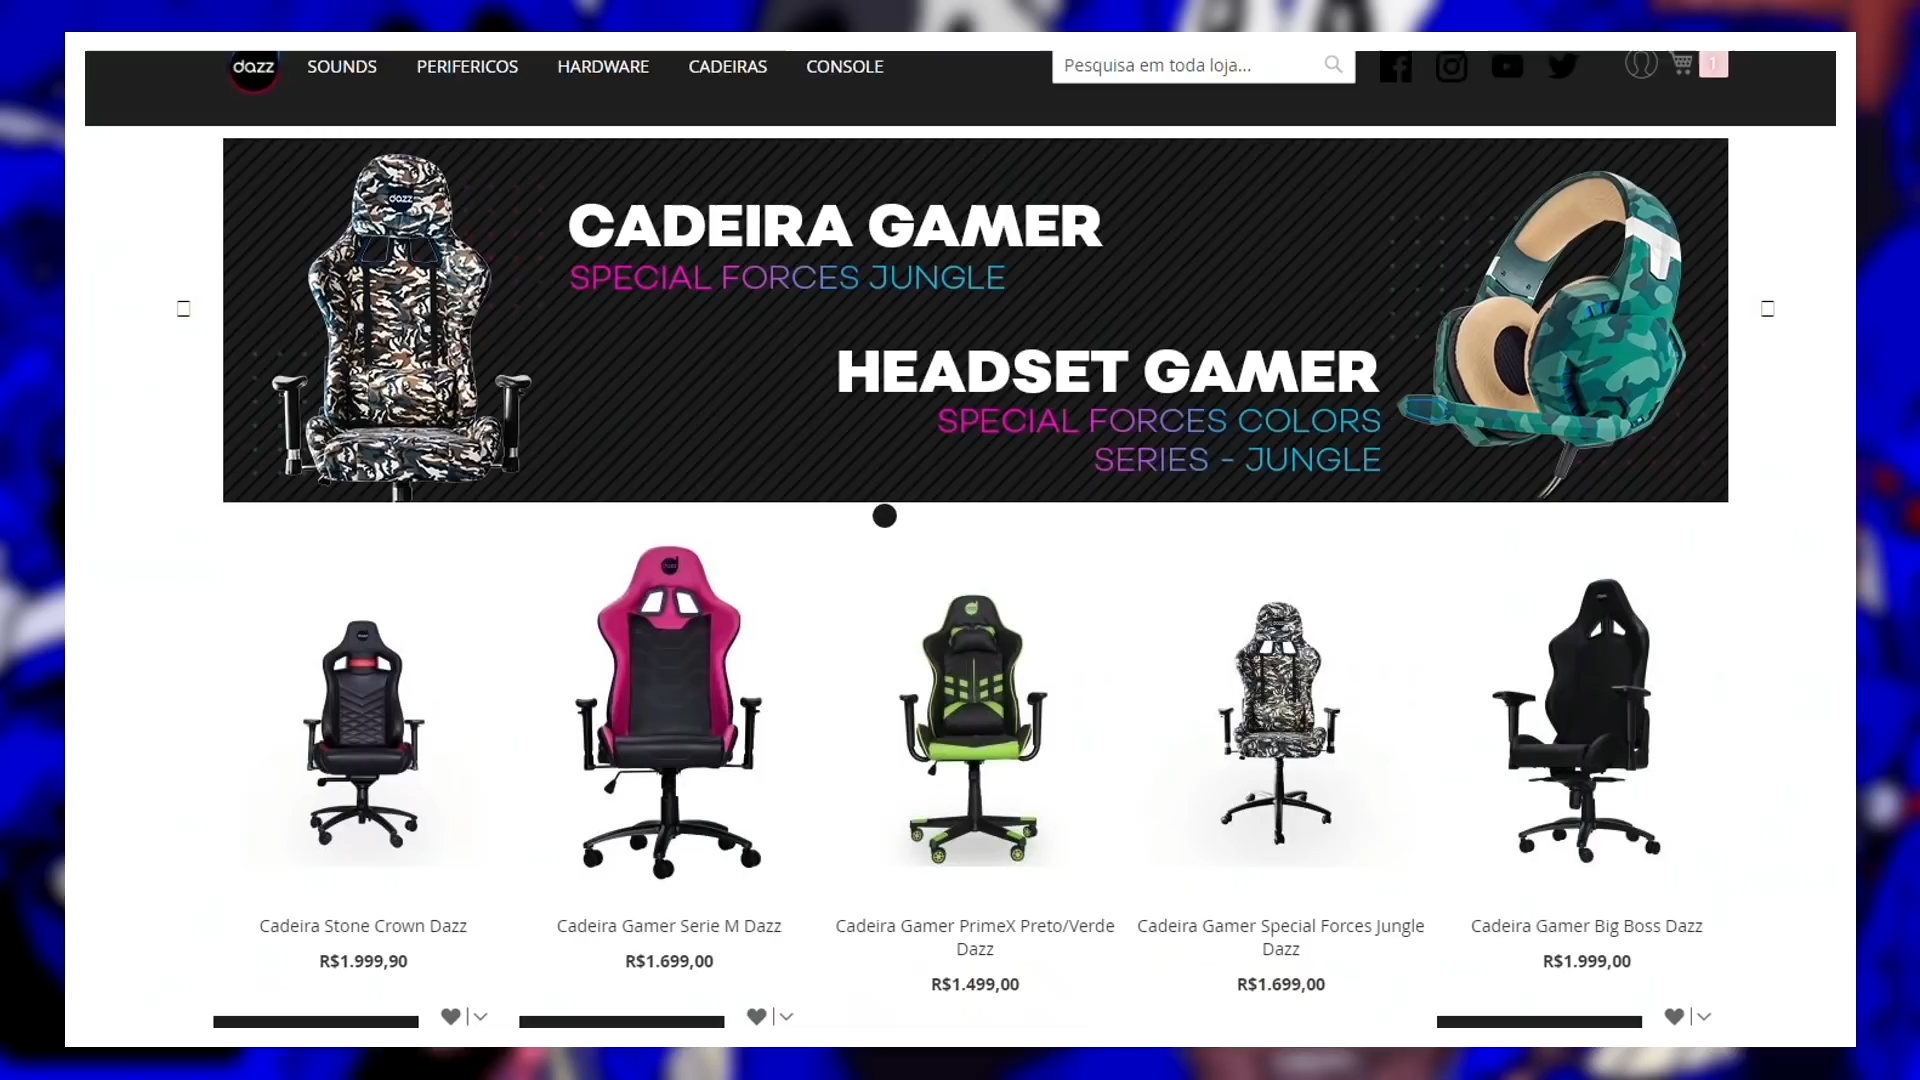 dazz SOUNDS PERIFERICOS HARDWARE CADEIRAS CONSOLE Pesquisa em toda loja... 1
dazz
CADEIRA GAMER
SPECIAL FORCES JUNGLE
HEADSET GAMER
SPECIAL FORCES COLORS
SERIES - JUNGLE
Cadeira Stone Crown Dazz
R$1.999,90
Cadeira Gamer Serie M Dazz
R$1.699,00
Cadeira Gamer PrimeX Preto/Verde
Dazz
R$1.499,00
Cadeira Gamer Special Forces Jungle
Dazz
R$1.699,00
Cadeira Gamer Big Boss Dazz
R$1.999,00